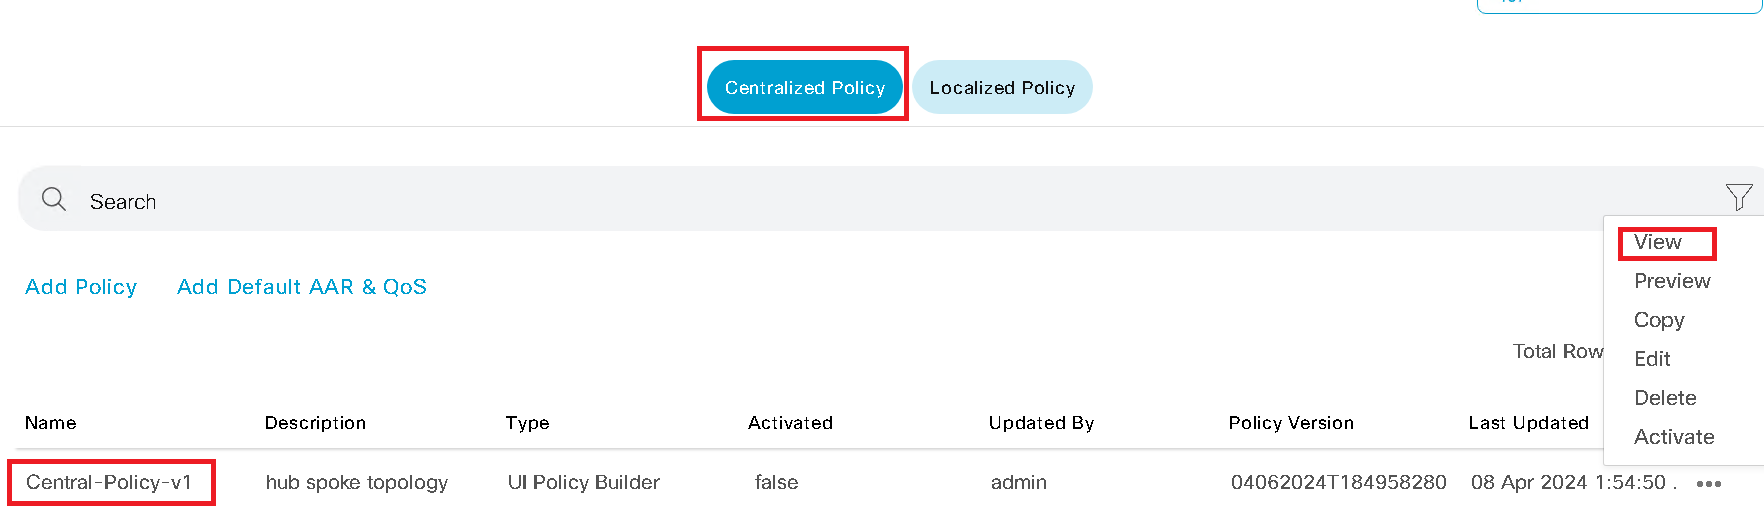 Centralized Policy
Localized Policy
Search
View
Add Policy
Add Default AAR & QoS
Preview
Copy
Total Row
Edit
Delete
Name
Description
Type
Activated
Updated By
Policy Version
Last Updated
Activate
Central-Policy-v1
hub spoke topology
UI Policy Builder
false
admin
04062024T184958280
08 Apr 2024 1:54:50 .